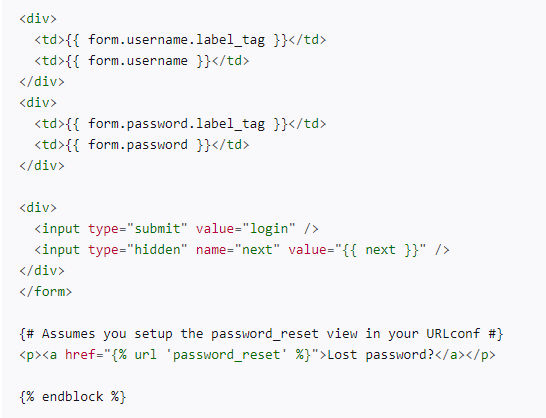 <div>
  <td>{{ form.username.label_tag }}</td>
  <td>{{ form.username }}</td>
</div>
<div>
  <td>{{ form.password.label_tag }}</td>
  <td>{{ form.password }}</td>
</div>

<div>
  <input type="submit" value="login" />
  <input type="hidden" name="next" value="{{ next }}" />
</div>
</form>

{# Assumes you setup the password_reset view in your URLconf #}
<p><a href="{% url 'password_reset' %}">Lost password?</a></p>

{% endblock %}